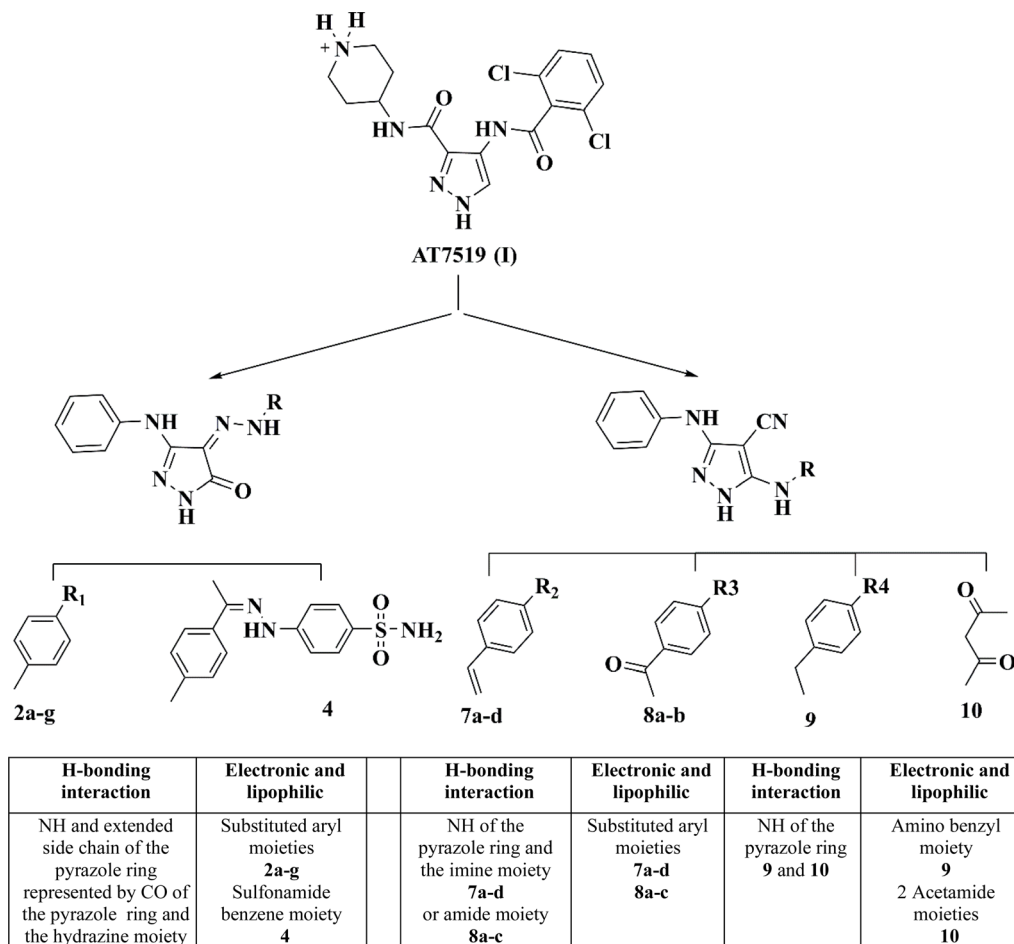 H H
N
+
HN
O
HN
O
Cl
Cl
N
N
H
AT7519 (I)
NH
N
R
NH
N
N
H
O
NH
CN
N
N
H
N
H
R
R1
2a-g
N
HN
O
S
O
NH2
4
R2
7a-d
R3
O
8a-b
R4
9
O
O
10
H-bonding
interaction
Electronic and
lipophilic
H-bonding
interaction
Electronic and
lipophilic
H-bonding
interaction
Electronic and
lipophilic
NH and extended
side chain of the
pyrazole ring
represented by CO of
the pyrazole ring and
the hydrazine moiety
Substituted aryl
moieties
2a-g
Sulfonamide
benzene moiety
4
NH of the
pyrazole ring and
the imine moiety
7a-d
or amide moiety
8a-c
Substituted aryl
moieties
7a-d
8a-c
NH of the
pyrazole ring
9 and 10
Amino benzyl
moiety
9
2 Acetamide
moieties
10